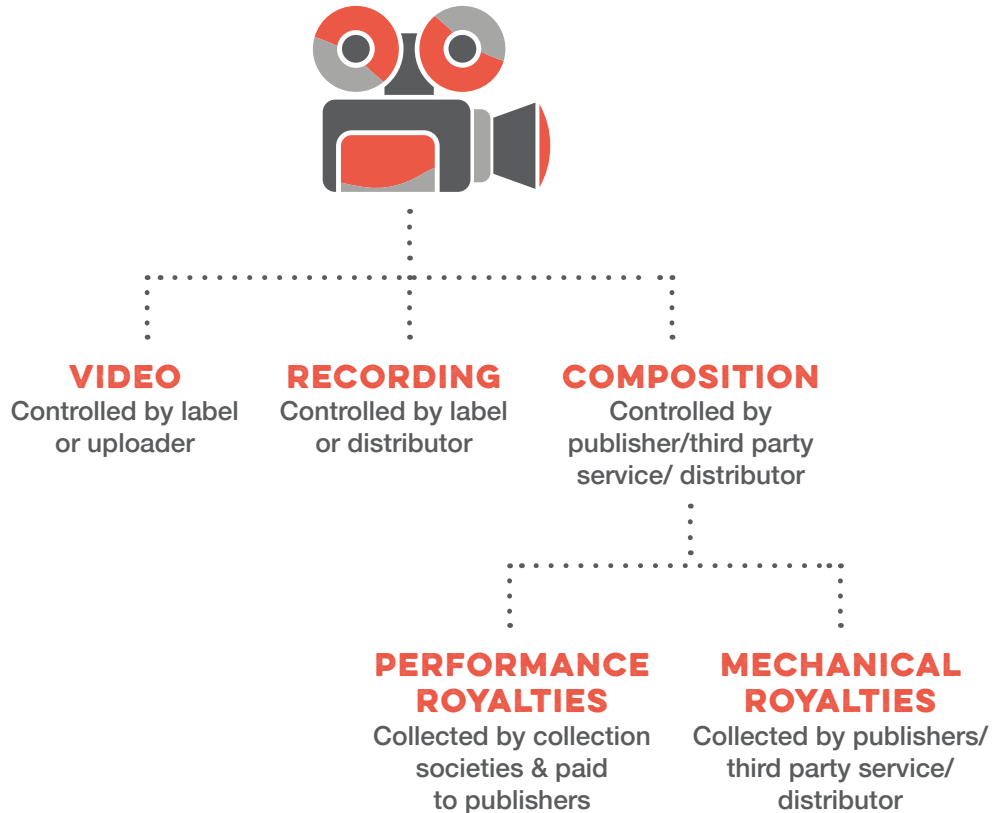 VIDEO
Controlled by label
or uploader
RECORDING
Controlled by label
or distributor
COMPOSITION
Controlled by
publisher/third party
service/ distributor
PERFORMANCE
ROYALTIES
Collected by collection
societies & paid
to publishers
MECHANICAL
ROYALTIES
Collected by publishers/
third party service/
distributor